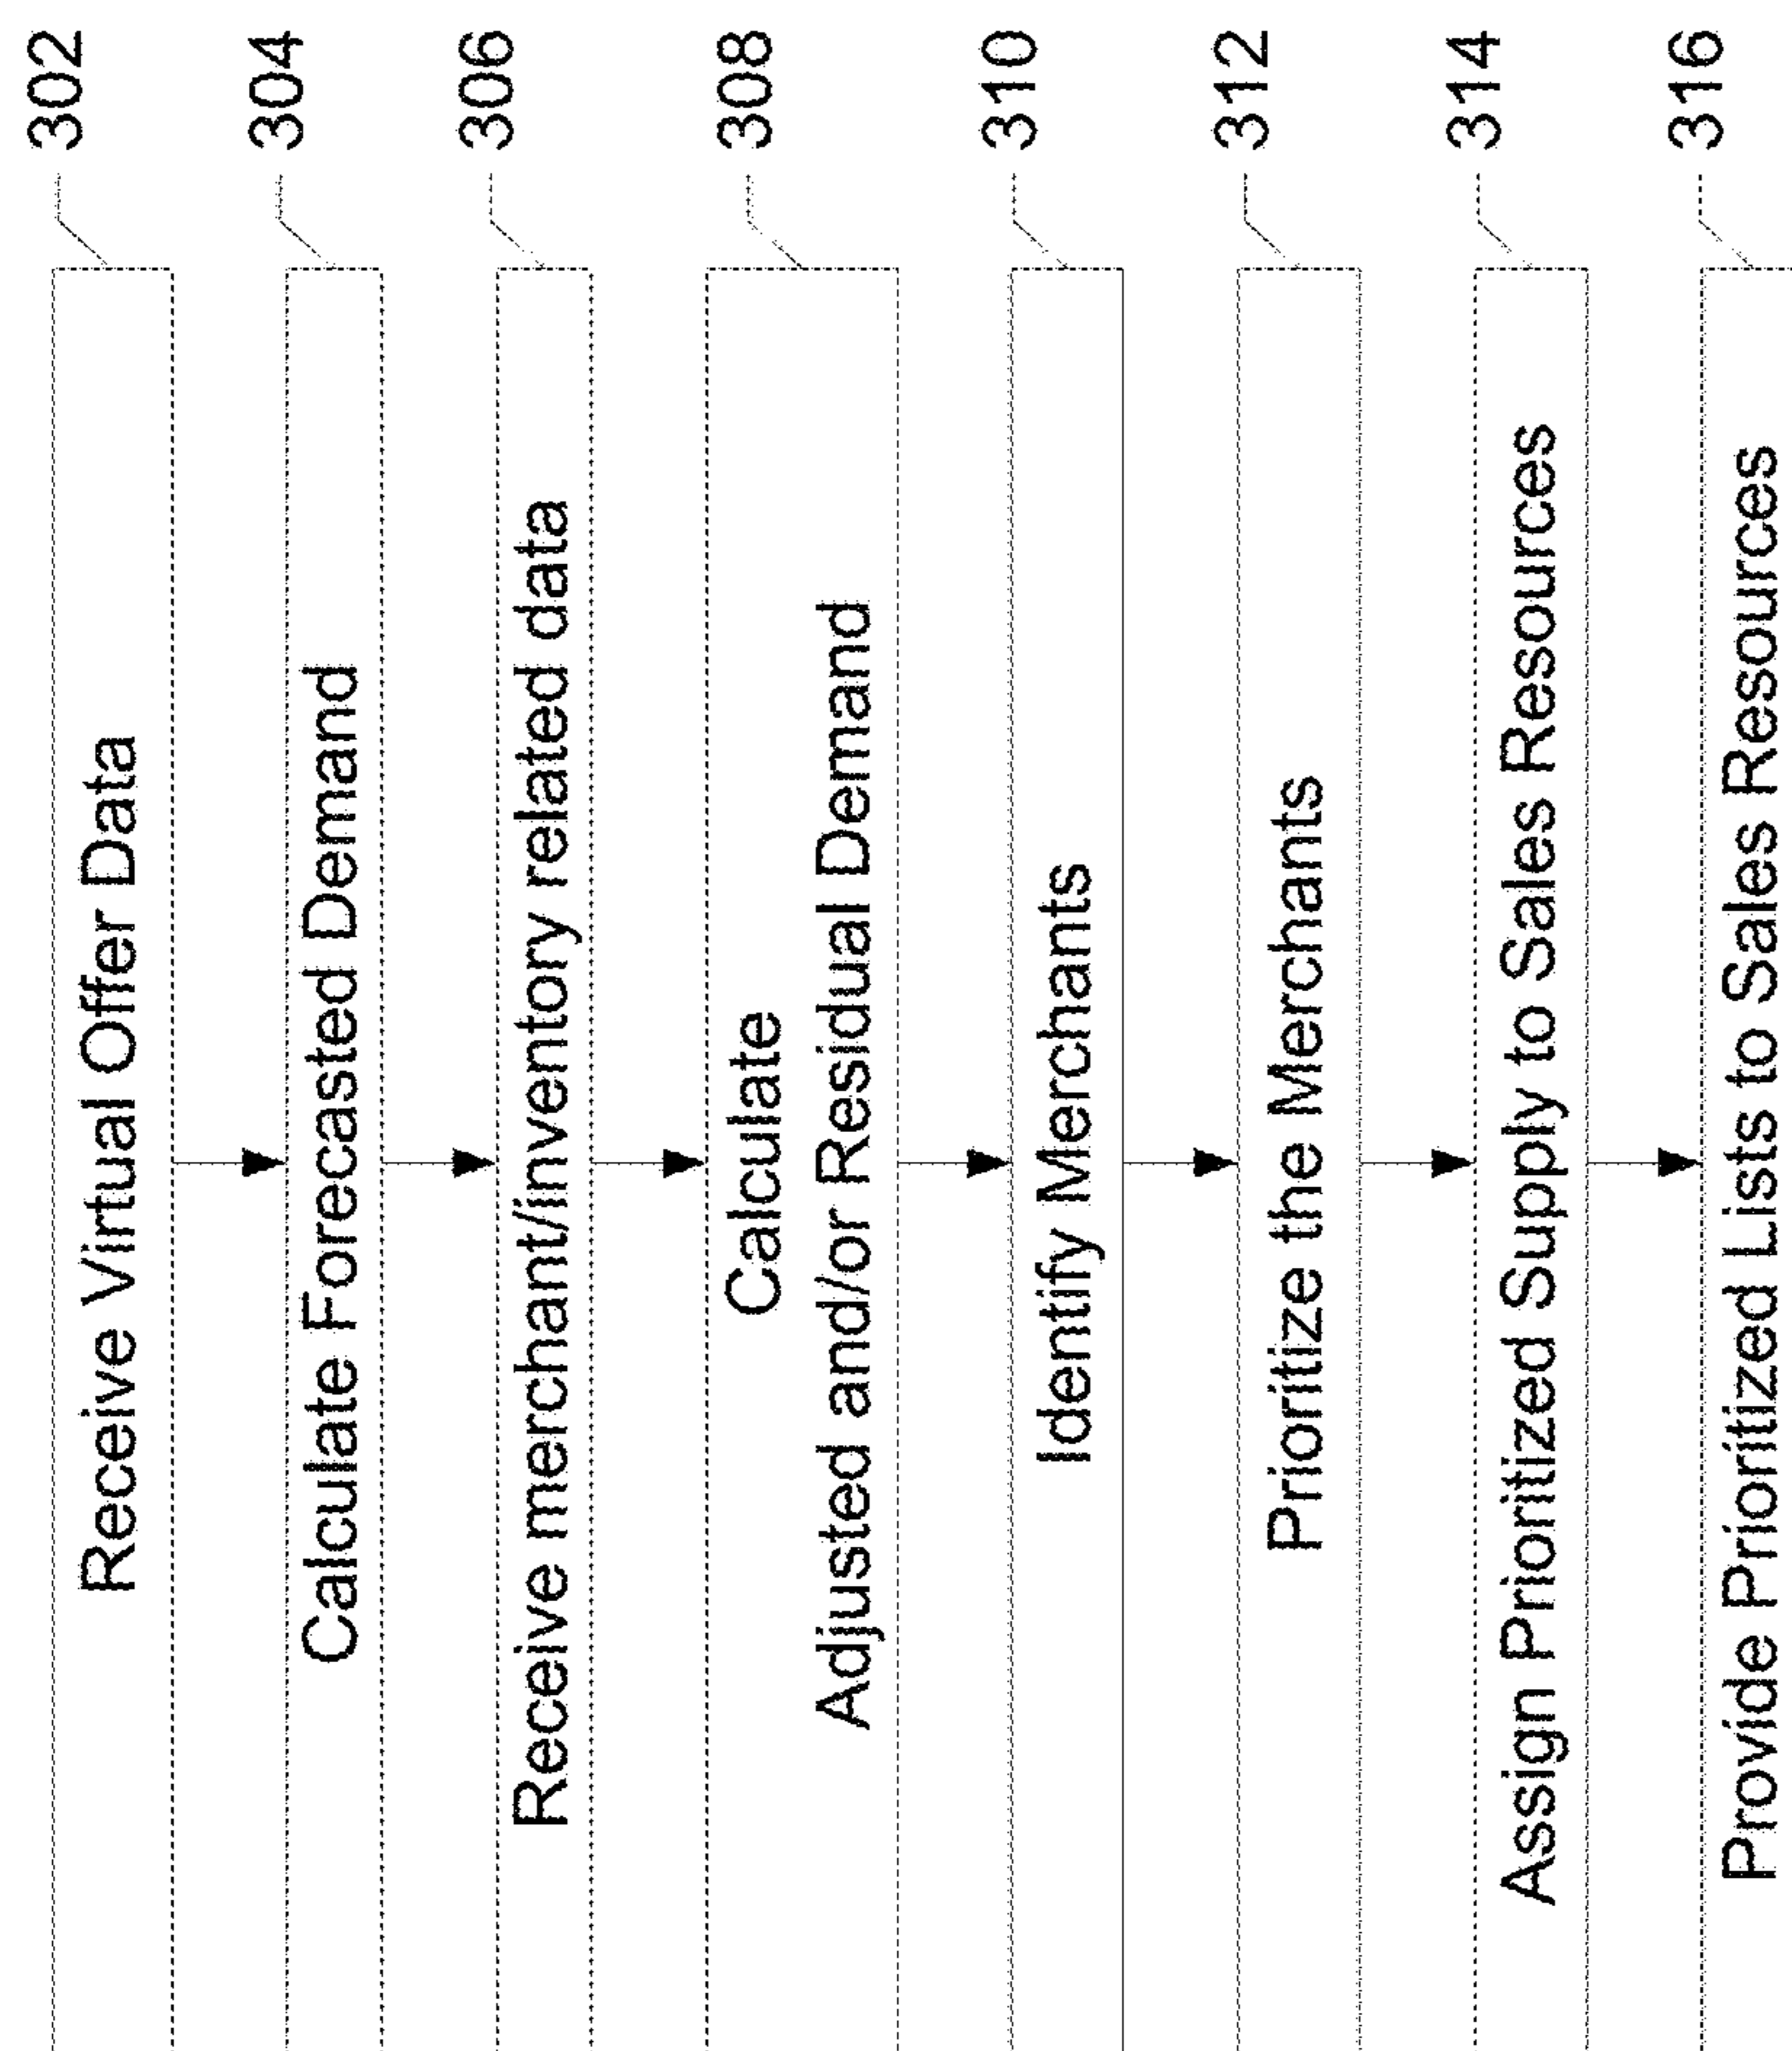 302
Receive Virtual Offer Data
304
Calculate Forecasted Demand
306
Receive merchant/inventory related data
308
Calculate
Adjusted and/or Residual Demand
310
Identify Merchants
312
Prioritize the Merchants
314
Assign Prioritized Supply to Sales Resources
316
Provide Prioritized Lists to Sales Resources